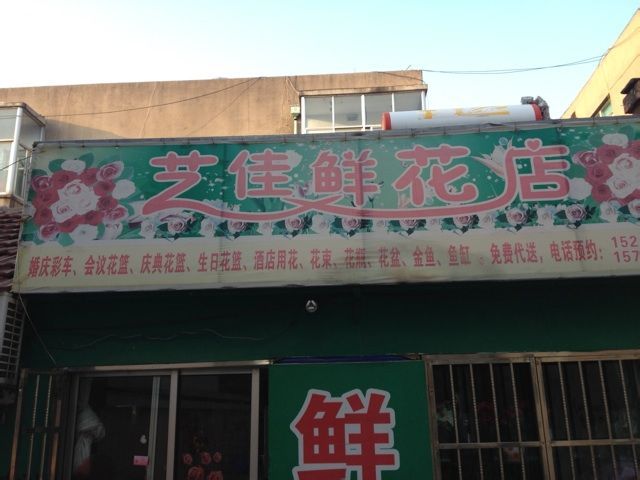 艺佳鲜花店
婚庆彩车、会议花篮、庆典花篮、生日花篮、酒店用花、花束、花瓶、花盆、金鱼、鱼缸。免费代送,电话预约:152
157
鲜